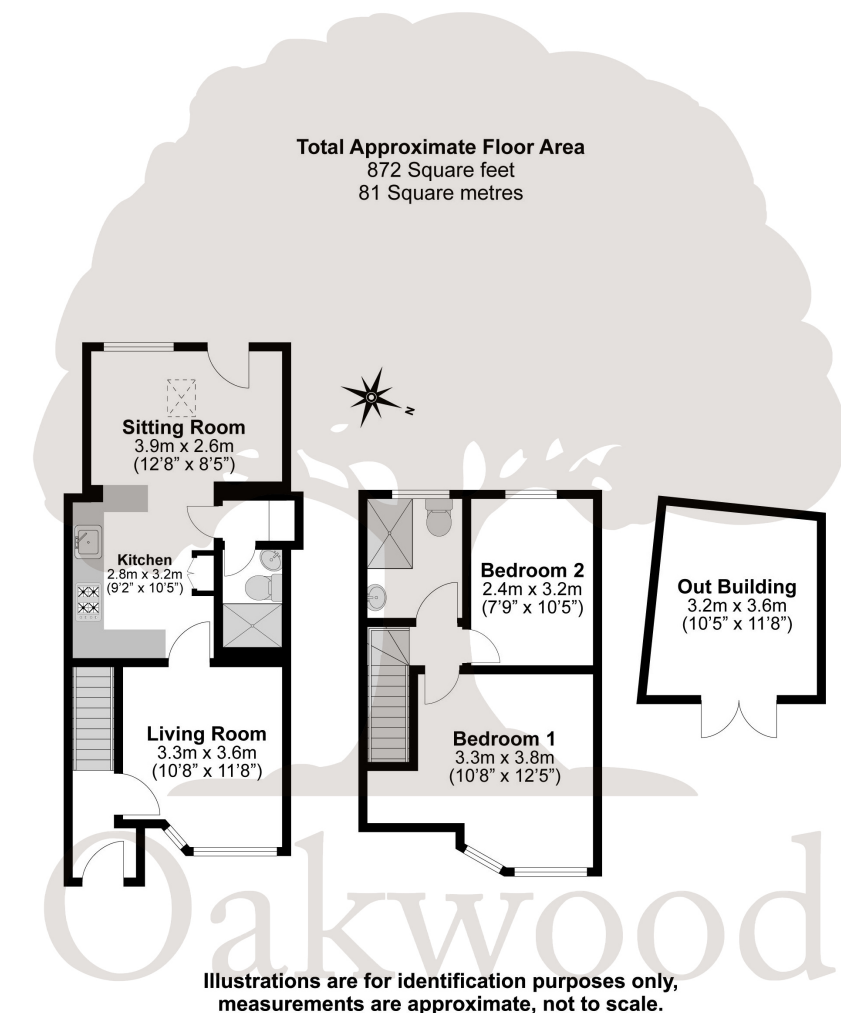 Total Approximate Floor Area
872 Square feet
81 Square metres
Sitting Room
3.9m x 2.6m
(12’8” x 8’5”)
N
Kitchen
2.8m x 3.2m
(9’2” x 10’5”)
Bedroom 2
2.4m x 3.2m
(7’9” x 10’5”)
Out Building
3.2m x 3.6m
(10’5” x 11’8”)
Living Room
3.3m x 3.6m
(10’8” x 11’8”)
Bedroom 1
3.3m x 3.8m
(10’8” x 12’5”)
Oakwood
Illustrations are for identification purposes only,
measurements are approximate, not to scale.